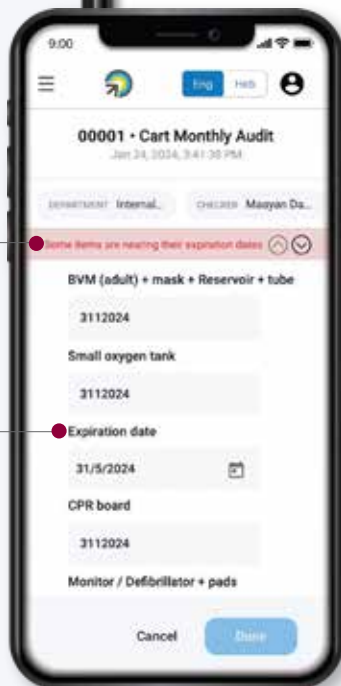 9:00
Eng Heb
00001 • Cart Monthly Audit
Jan 24, 2024, 3:41:30 PM
DEPARTMENT Internal... CHECKER Maayan Da...
Some items are nearing their expiration dates
BVM (adult) + mask + Reservoir + tube
3112024
Small oxygen tank
3112024
Expiration date
31/5/2024
CPR board
3112024
Monitor / Defibrillator + pads
Cancel Done